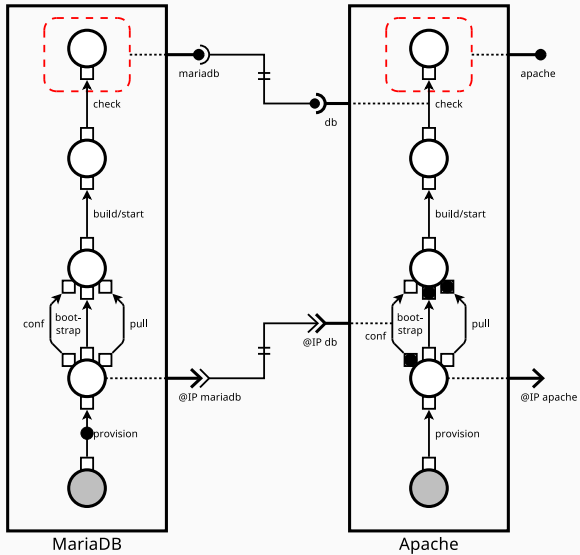 mariadb
apache
check
check
db
build/start
build/start
conf
boot-
strap
pull
conf
boot-
strap
pull
@IP db
@IP mariadb
@IP apache
provision
provision
MariaDB
Apache